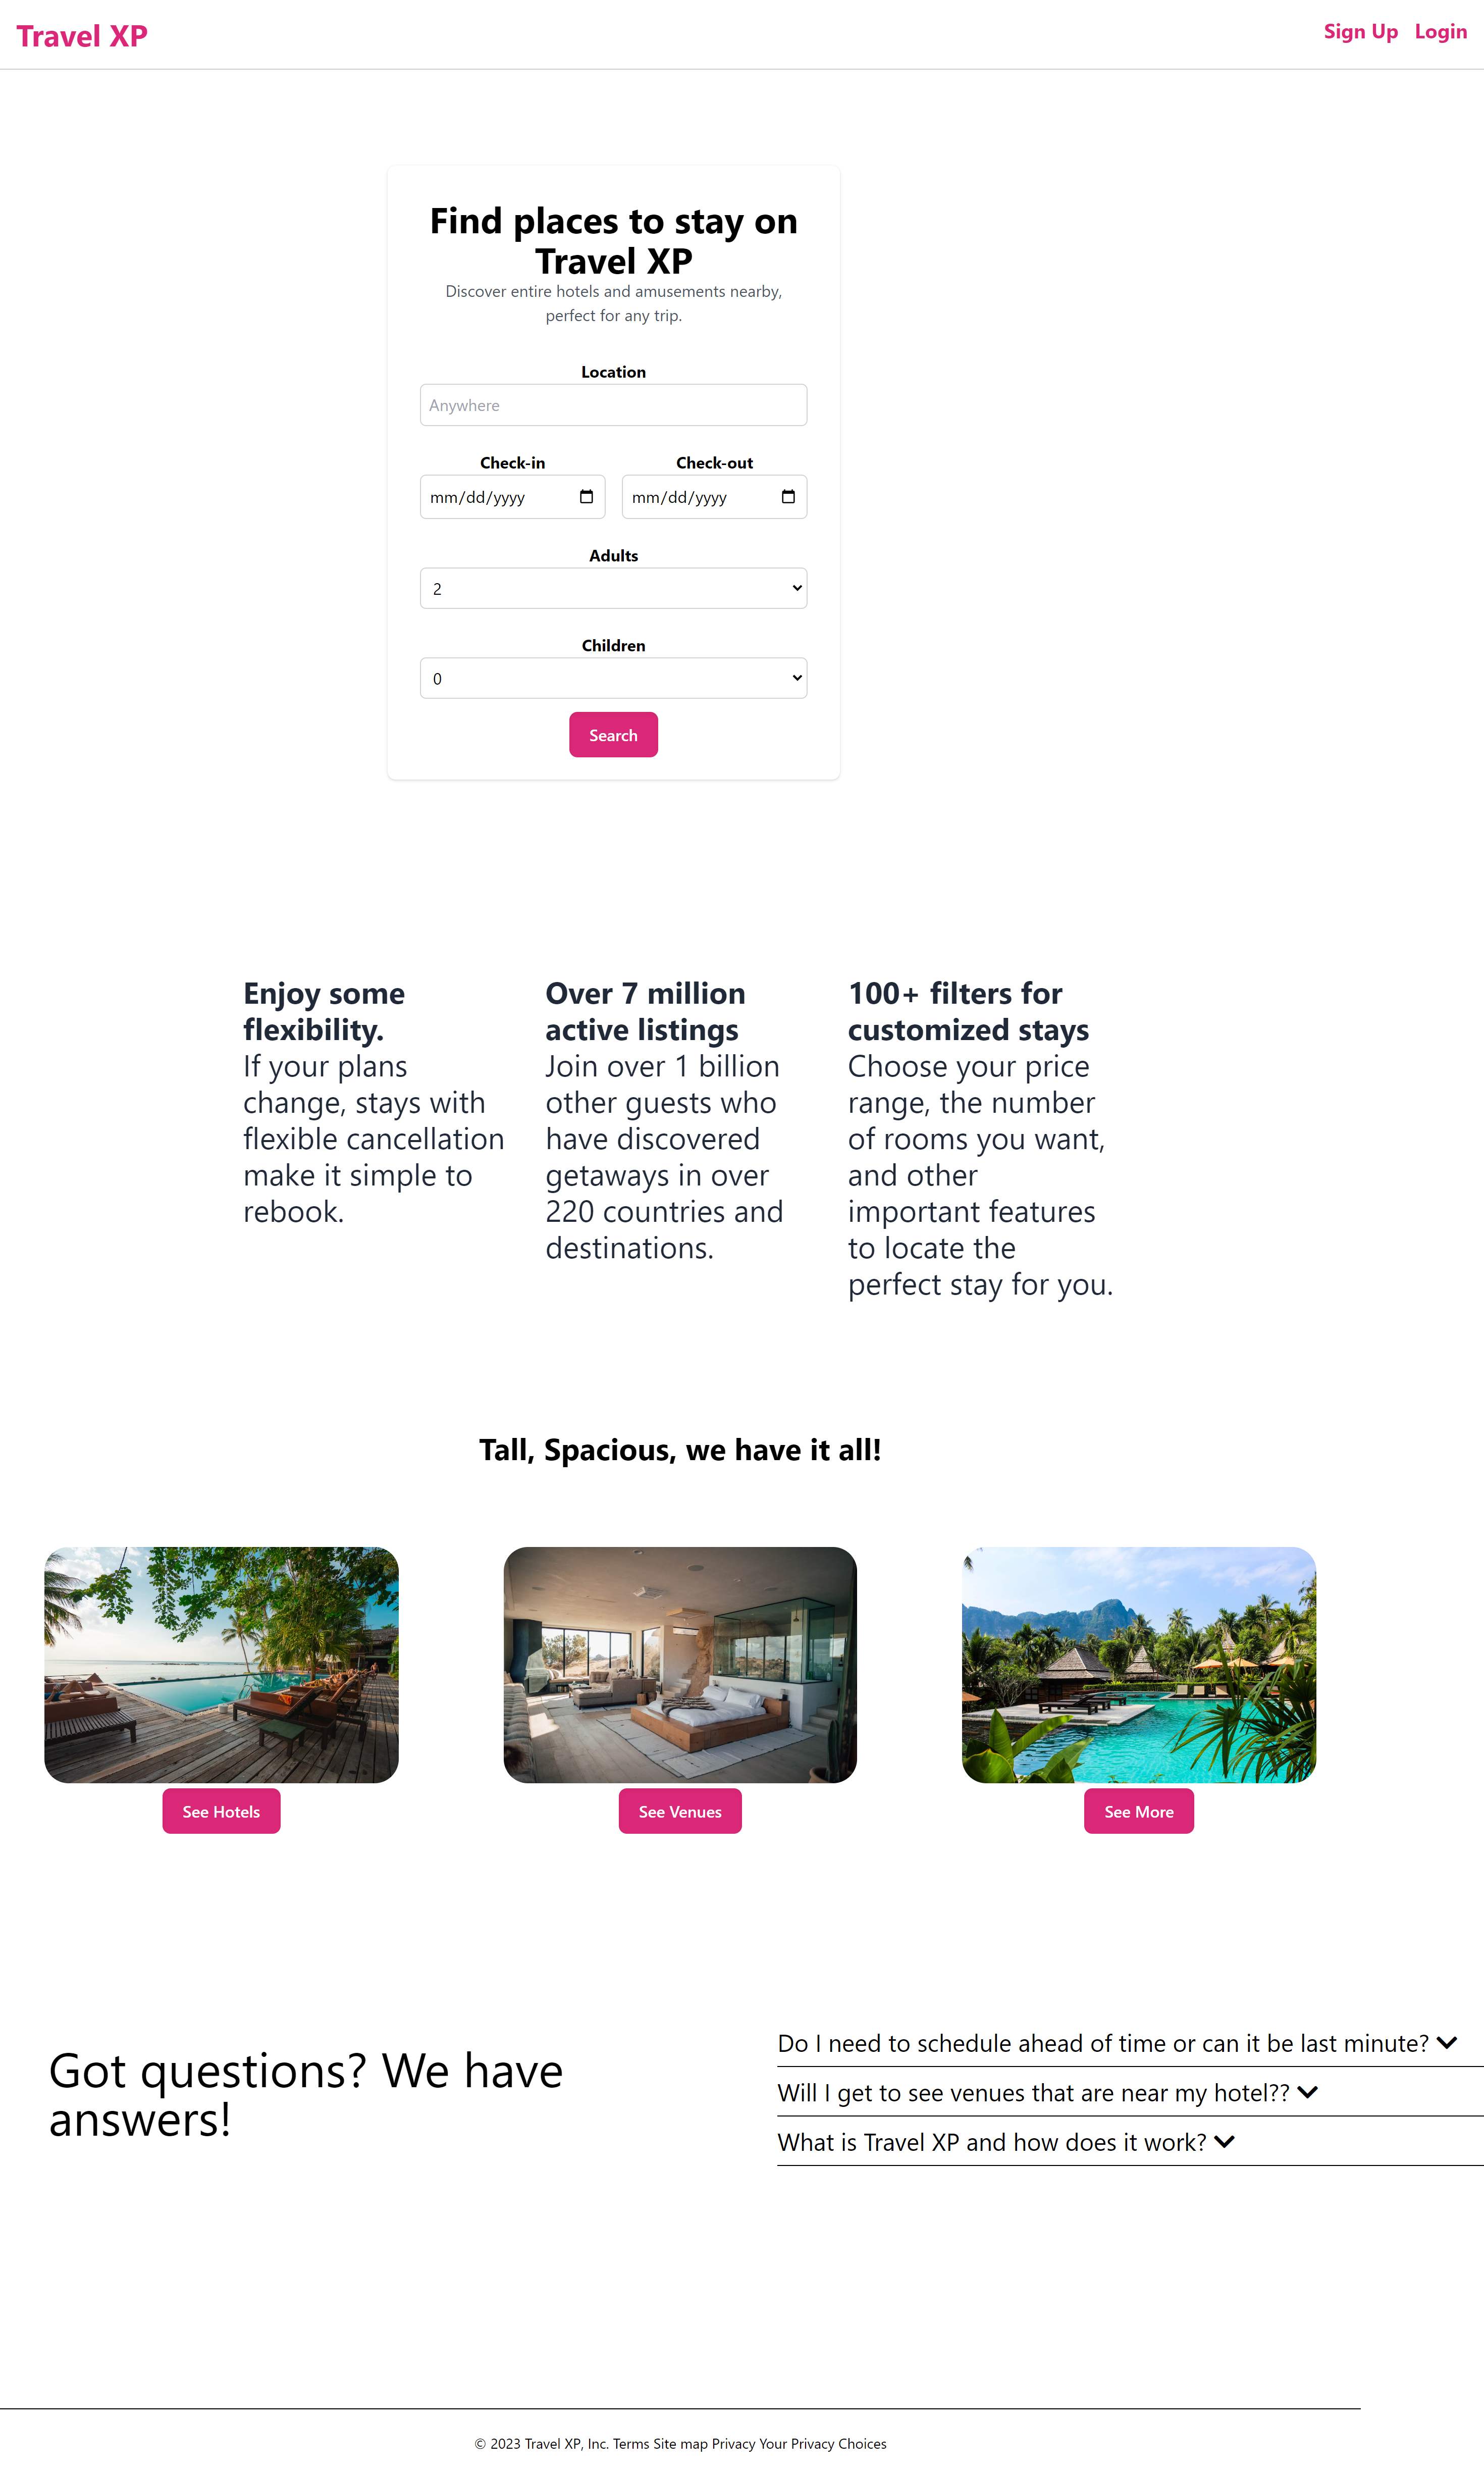 Travel XP
Sign Up Login
Find places to stay on
Travel XP
Discover entire hotels and amusements nearby,
perfect for any trip.
Location
Anywhere
Check-in
Check-out
mm/dd/yyyy
mm/dd/yyyy
Adults
2
Children
0
Search
Enjoy some
flexibility.
If your plans
change, stays with
flexible cancellation
make it simple to
rebook.
Over 7 million
active listings
Join over 1 billion
other guests who
have discovered
getaways in over
220 countries and
destinations.
100+ filters for
customized stays
Choose your price
range, the number
of rooms you want,
and other
important features
to locate the
perfect stay for you.
Tall, Spacious, we have it all!
See Hotels
See Venues
See More
Got questions? We have
answers!
Do I need to schedule ahead of time or can it be last minute?
Will I get to see venues that are near my hotel??
What is Travel XP and how does it work?
© 2023 Travel XP, Inc. Terms Site map Privacy Your Privacy Choices